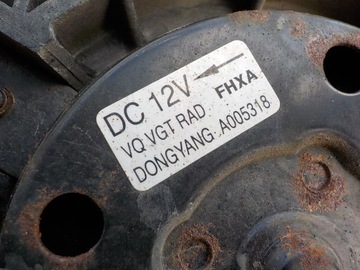 DC 12V
FHXA
VQ VGT RAD
DONGYANG: A005318